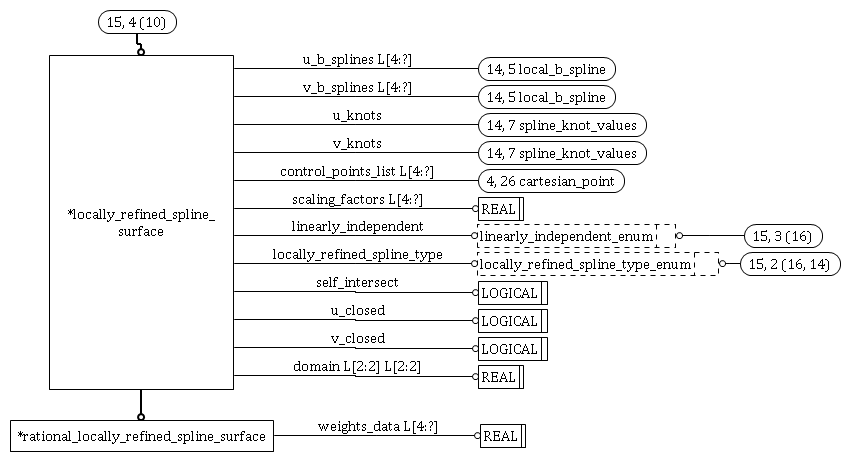 15, 4 (10)
u_b_splines L[4:?]
14, 5 local_b_spline
v_b_splines L[4:?]
14, 5 local_b_spline
u_knots
14, 7 spline_knot_values
v_knots
14, 7 spline_knot_values
control_points_list L[4:?]
4, 26 cartesian_point
scaling_factors L[4:?]
REAL
*locally_refined_spline_
surface
linearly_independent
linearly_independent_enum
15, 3 (16)
locally_refined_spline_type
locally_refined_spline_type_enum
15, 2 (16, 14)
self_intersect
LOGICAL
u_closed
LOGICAL
v_closed
LOGICAL
domain L[2:2] L[2:2]
REAL
*rational_locally_refined_spline_surface
weights_data L[4:?]
REAL